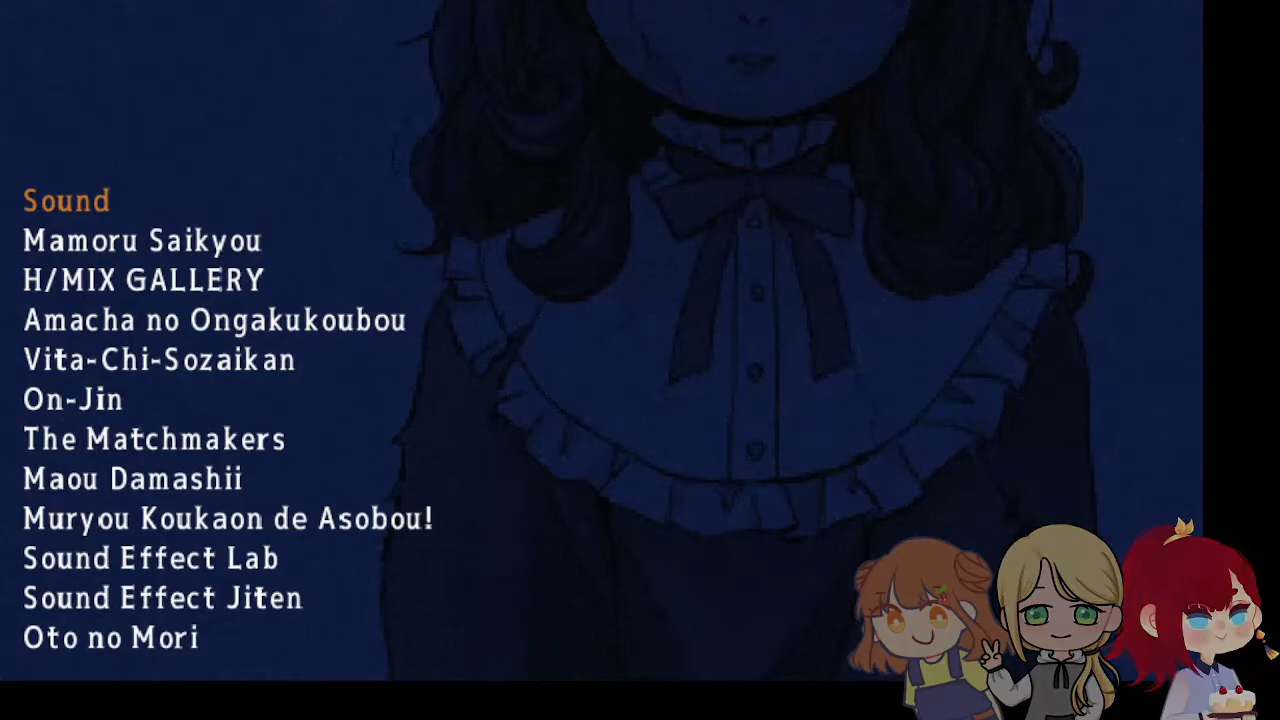 Sound
Mamoru Saikyou
H/MIX GALLERY
Amacha no Ongakukoubou
Vita-Chi-Sozaikan
On-Jin
The Matchmakers
Maou Damashii
Muryou Koukaon de Asobou!
Sound Effect Lab
Sound Effect Jiten
Oto no Mori